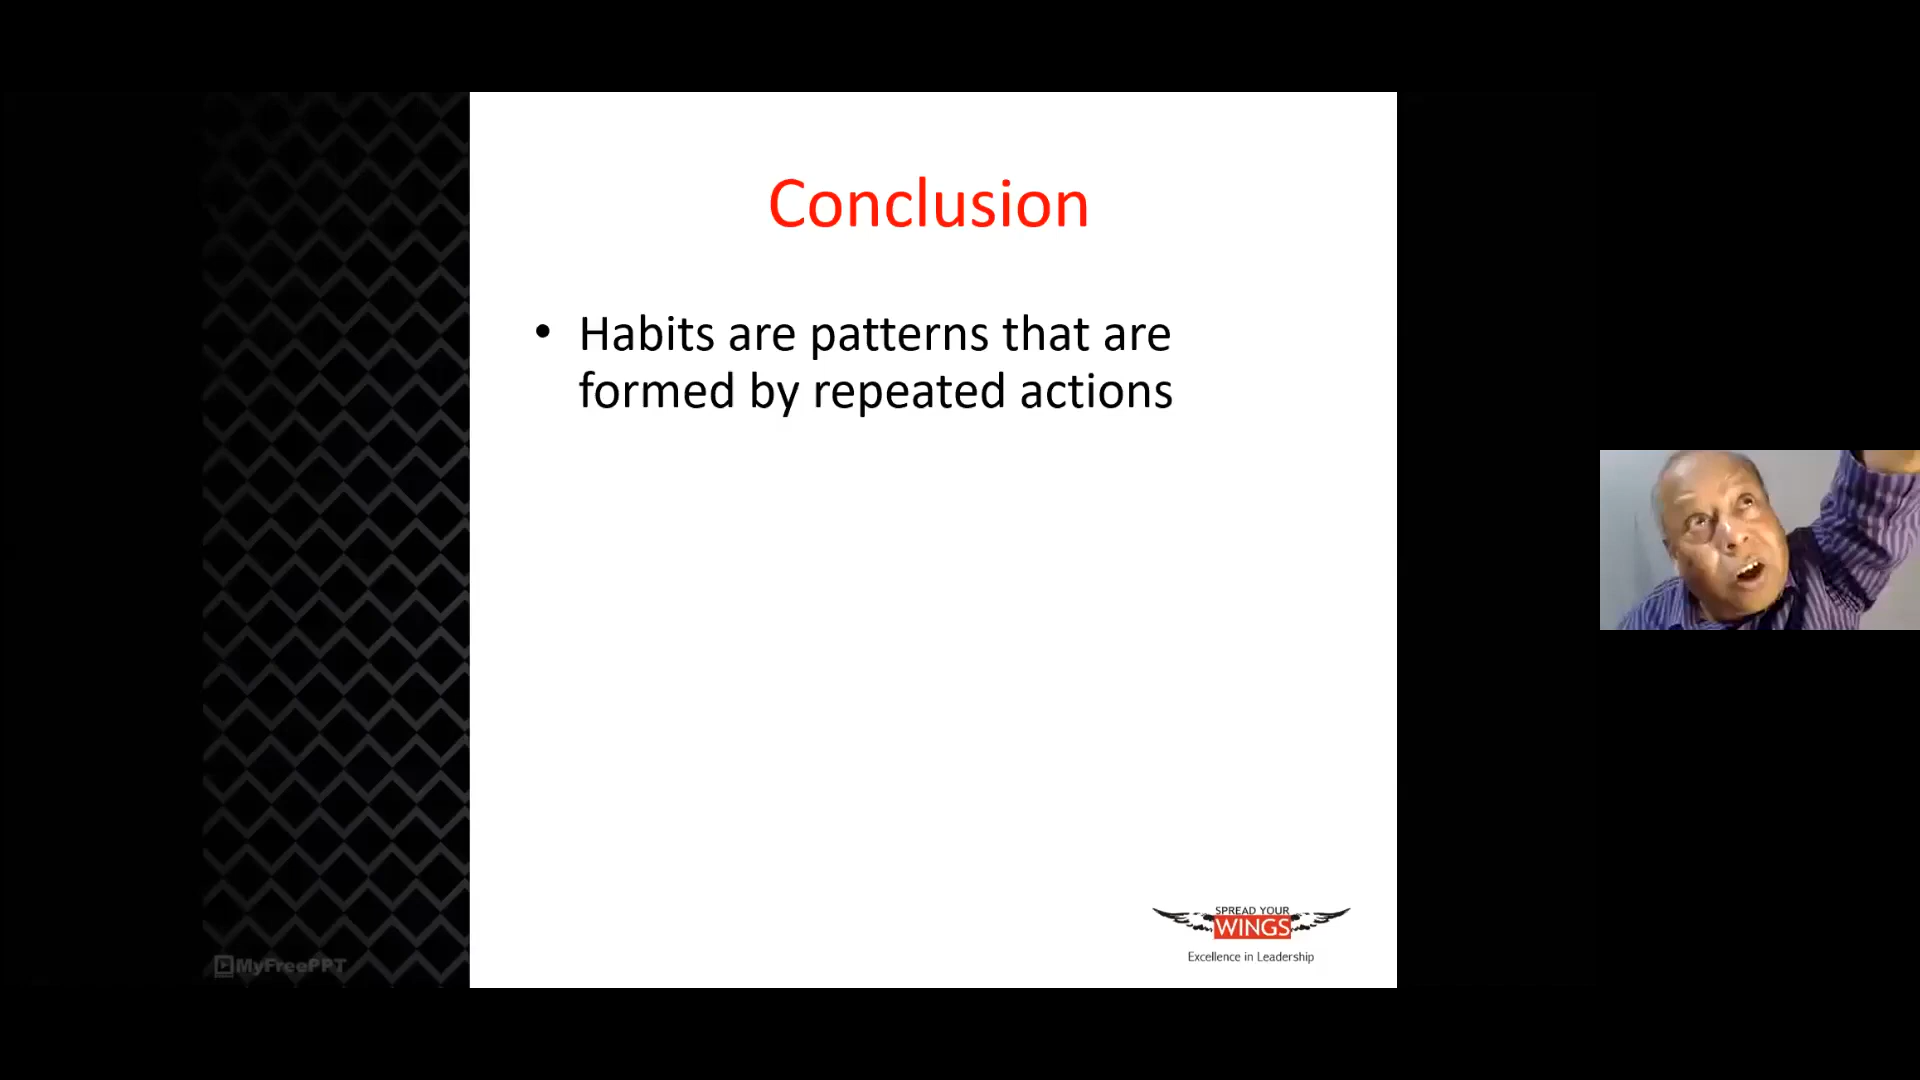 Conclusion
• Habits are patterns that are
formed by repeated actions
SPREAD YOUR
WINGS
Excellence in Leadership
MyFreePPT